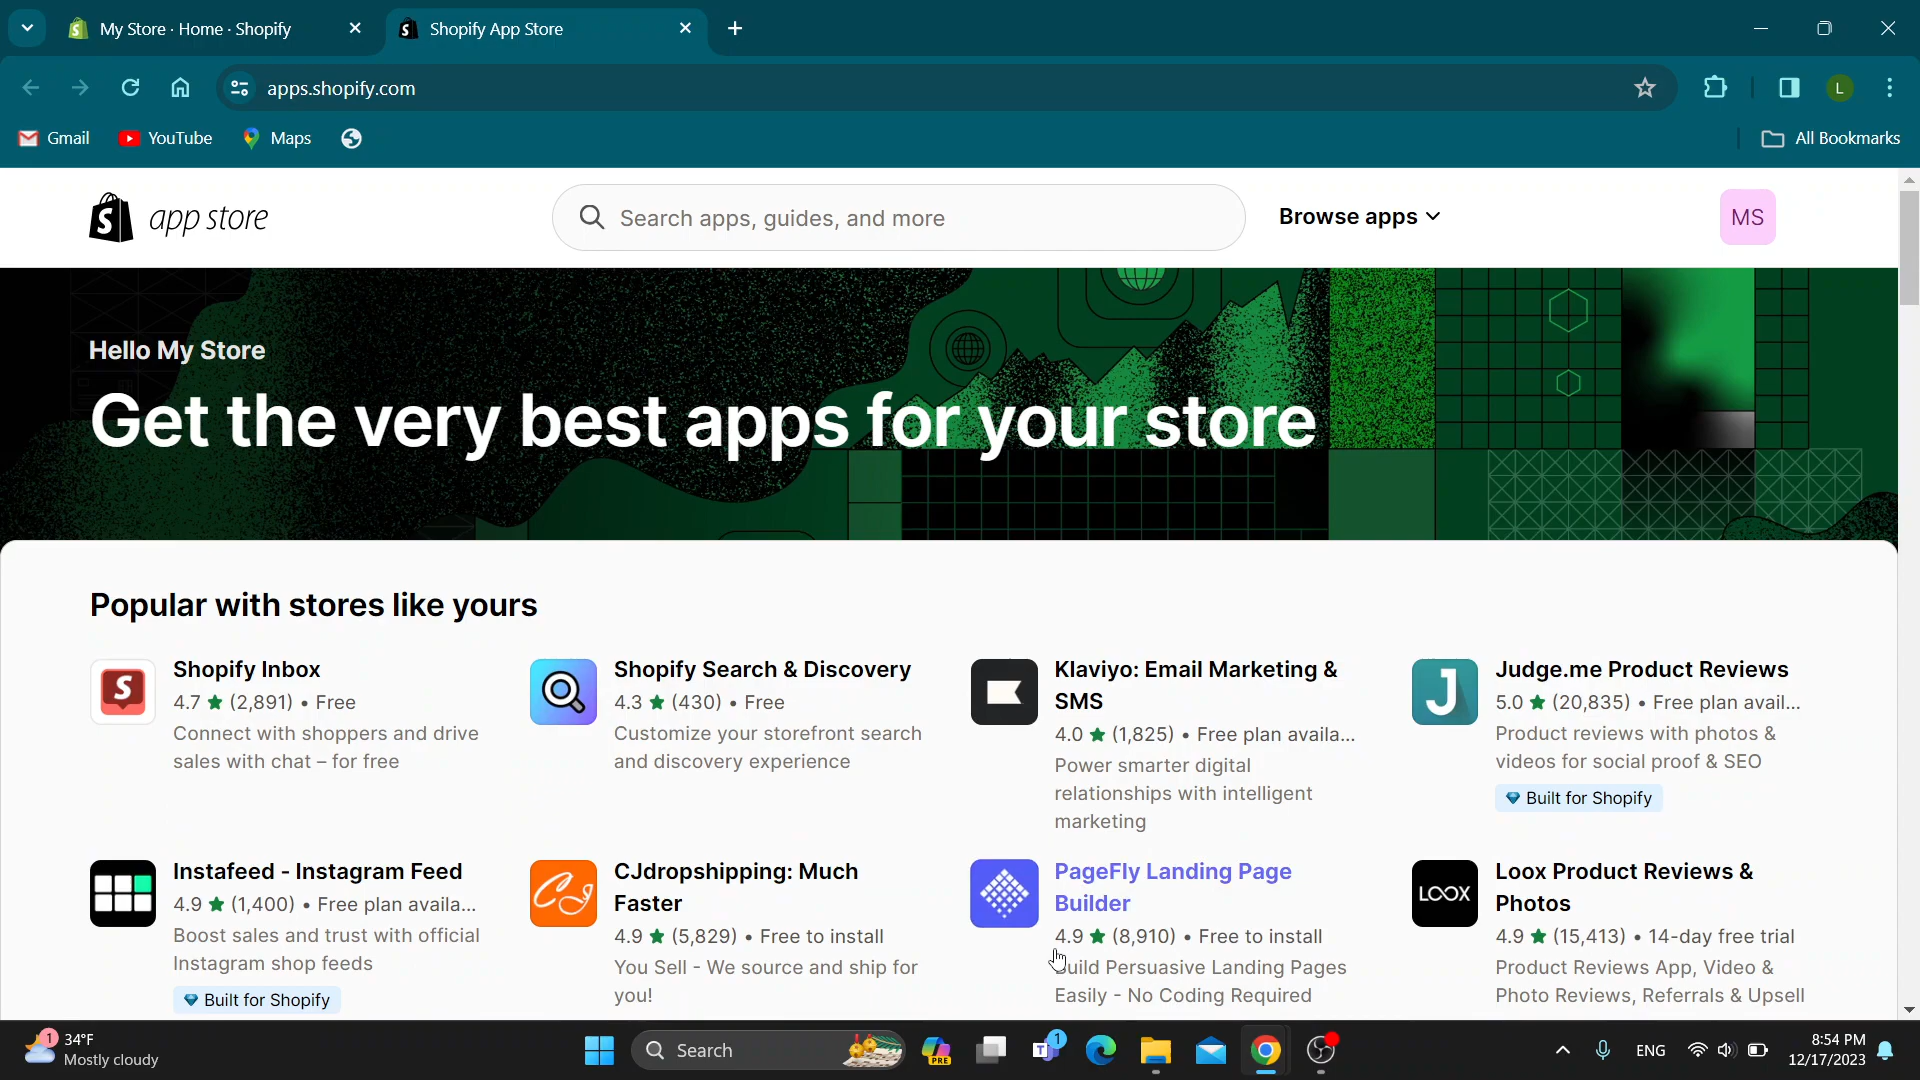 My Store · Home · Shopify
Shopify App Store
apps.shopify.com
L
Gmail
YouTube
Maps
All Bookmarks
app store
Search apps, guides, and more
Browse apps
MS
Hello My Store
Get the very best apps for your store
Popular with stores like yours
Shopify Inbox
4.7 ★ (2,891) • Free
Connect with shoppers and drive
sales with chat – for free
Shopify Search & Discovery
4.3 ★ (430) • Free
Customize your storefront search
and discovery experience
Klaviyo: Email Marketing &
SMS
4.0 ★ (1,825) • Free plan availa...
Power smarter digital
relationships with intelligent
marketing
J
Judge.me Product Reviews
5.0 ★ (20,835) • Free plan avail...
Product reviews with photos &
videos for social proof & SEO
Built for Shopify
Instafeed - Instagram Feed
4.9 ★ (1,400) • Free plan availa...
Boost sales and trust with official
Instagram shop feeds
Built for Shopify
CJ
CJdropshipping: Much
Faster
4.9 ★ (5,829) • Free to install
You Sell - We source and ship for
you!
PageFly Landing Page
Builder
4.9 ★ (8,910) • Free to install
Build Persuasive Landing Pages
Easily - No Coding Required
LOOX
Loox Product Reviews &
Photos
4.9 ★ (15,413) • 14-day free trial
Product Reviews App, Video &
Photo Reviews, Referrals & Upsell
1
34°F
Mostly cloudy
Search
PRE
1
ENG
8:54 PM
12/17/2023